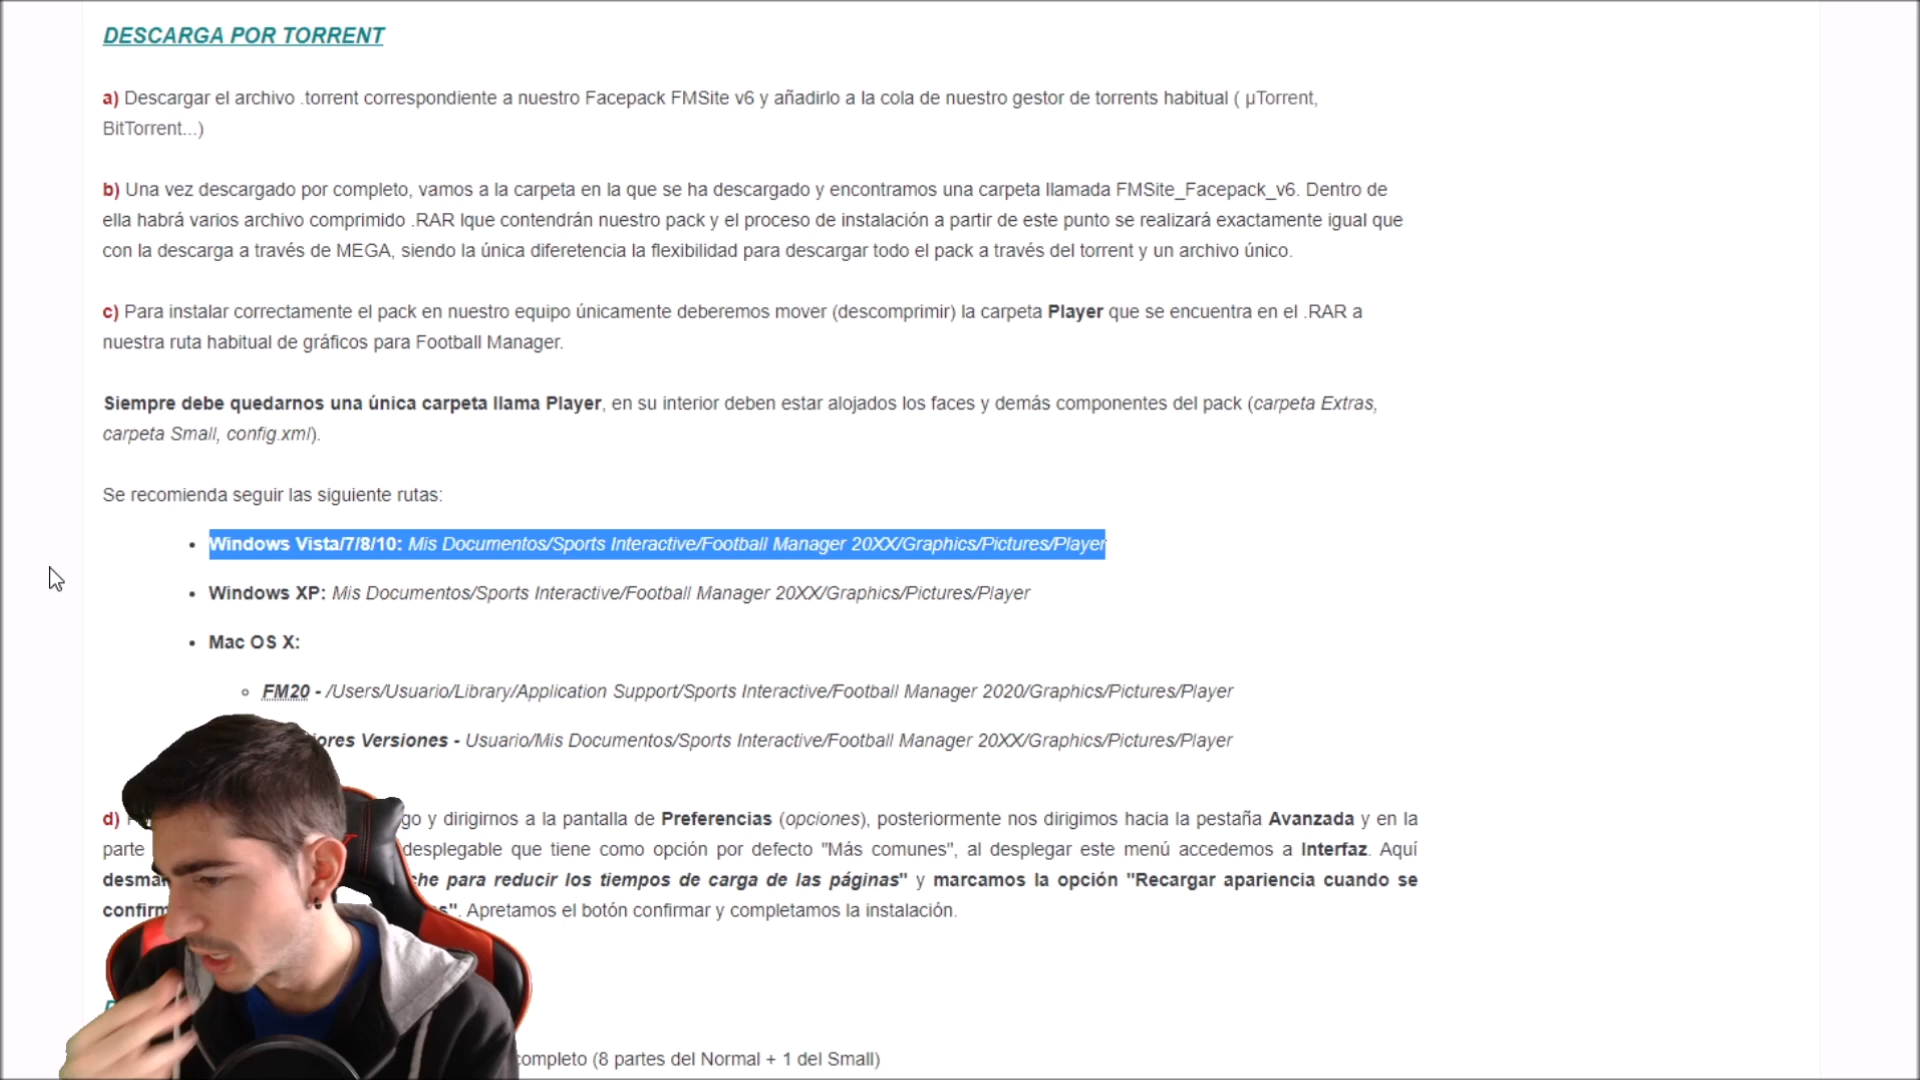 DESCARGA POR TORRENT
a) Descargar el archivo .torrent correspondiente a nuestro Facepack FMSite v6 y añadirlo a la cola de nuestro gestor de torrents habitual ( µTorrent,
BitTorrent...)
b) Una vez descargado por completo, vamos a la carpeta en la que se ha descargado y encontramos una carpeta llamada FMSite_Facepack_v6. Dentro de
ella habrá varios archivo comprimido .RAR lque contendrán nuestro pack y el proceso de instalación a partir de este punto se realizará exactamente igual que
con la descarga a través de MEGA, siendo la única diferetencia la flexibilidad para descargar todo el pack a través del torrent y un archivo único.
c) Para instalar correctamente el pack en nuestro equipo únicamente deberemos mover (descomprimir) la carpeta Player que se encuentra en el .RAR a
nuestra ruta habitual de gráficos para Football Manager.
Siempre debe quedarnos una única carpeta llama Player, en su interior deben estar alojados los faces y demás componentes del pack (carpeta Extras,
carpeta Small, config.xml).
Se recomienda seguir las siguiente rutas:
• Windows Vista/7/8/10: Mis Documentos/Sports Interactive/Football Manager 20XX/Graphics/Pictures/Player
• Windows XP: Mis Documentos/Sports Interactive/Football Manager 20XX/Graphics/Pictures/Player
• Mac OS X:
◦ FM20 - /Users/Usuario/Library/Application Support/Sports Interactive/Football Manager 2020/Graphics/Pictures/Player
Versiones - Usuario/Mis Documentos/Sports Interactive/Football Manager 20XX/Graphics/Pictures/Player
d) y dirigirnos a la pantalla de Preferencias (opciones), posteriormente nos dirigimos hacia la pestaña Avanzada y en la
parte desplegable que tiene como opción por defecto "Más comunes", al desplegar este menú accedemos a Interfaz. Aquí
para reducir los tiempos de carga de las páginas" y marcamos la opción "Recargar apariencia cuando se
". Apretamos el botón confirmar y completamos la instalación.
completo (8 partes del Normal + 1 del Small)